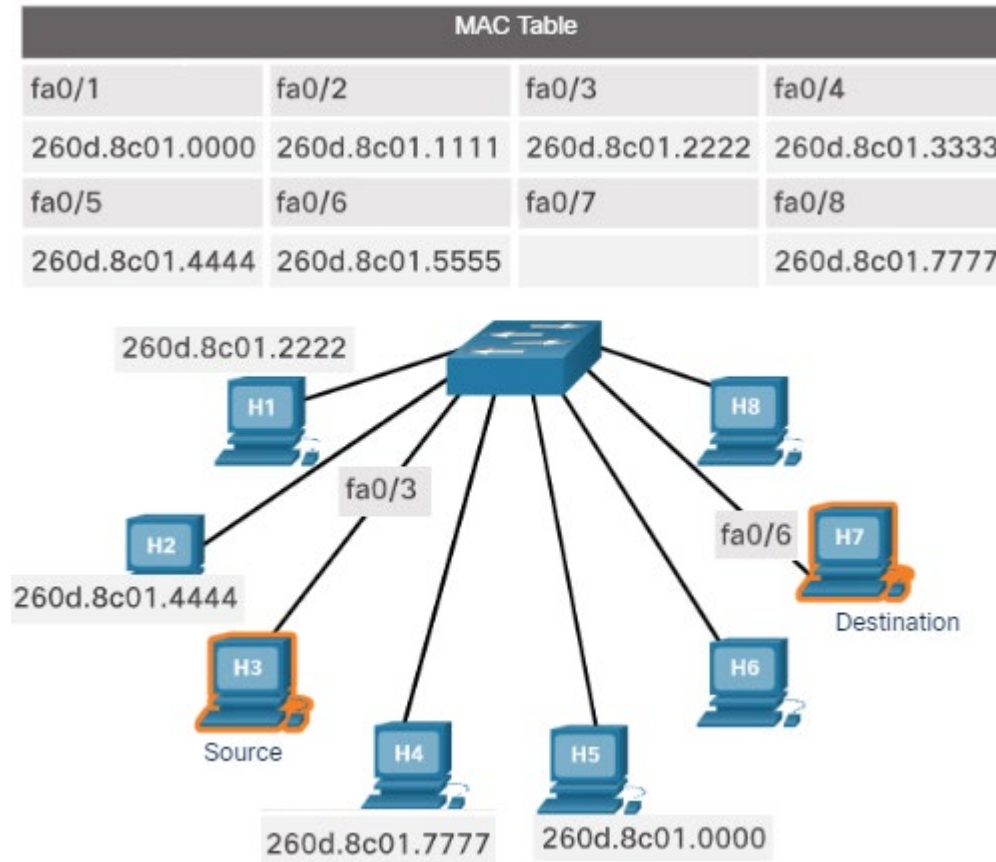 MAC Table
fa0/1 fa0/2 fa0/3 fa0/4
260d.8c01.0000 260d.8c01.1111 260d.8c01.2222 260d.8c01.3333
fa0/5 fa0/6 fa0/7 fa0/8
260d.8c01.4444 260d.8c01.5555 260d.8c01.7777
260d.8c01.2222
H1
H8
fa0/3
fa0/6
H7
H2
260d.8c01.4444
Destination
H3
H6
Source
H4
H5
260d.8c01.7777
260d.8c01.0000